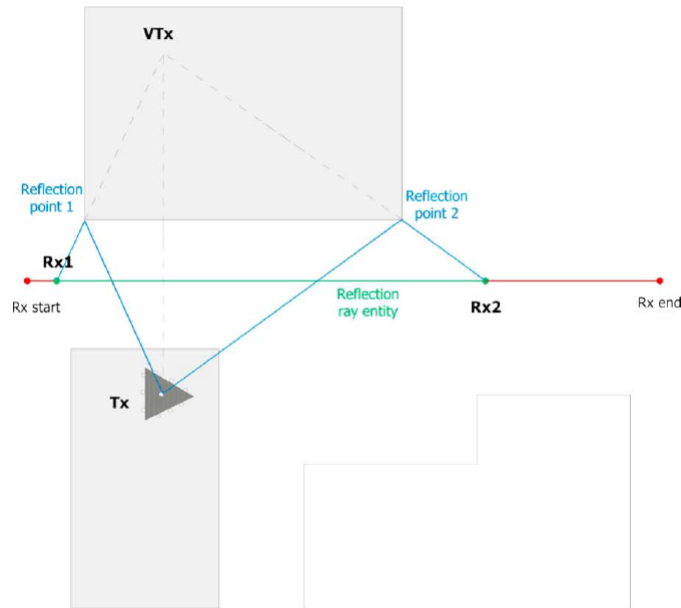 VTx
Reflection
point 1
Reflection
point 2
Rx1
Rx start
Reflection
ray entity
Rx2
Rx end
Tx